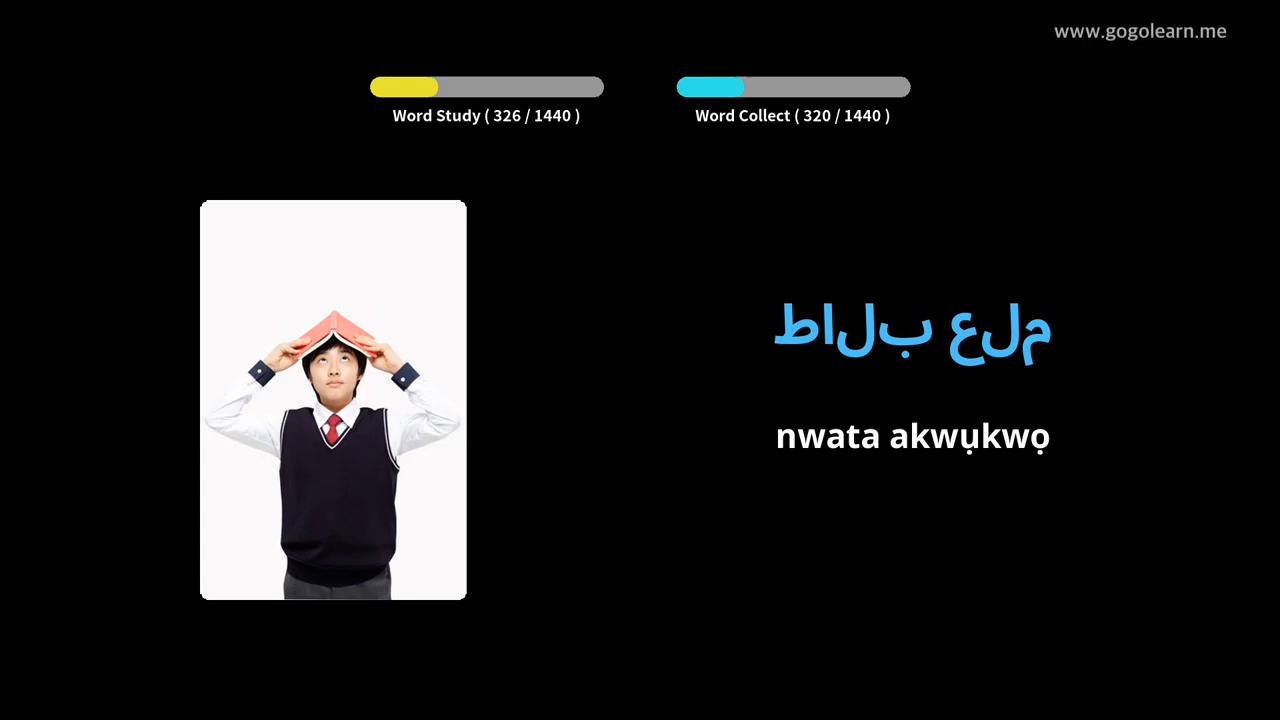 www.gogolearn.me
Word Study ( 326 / 1440 )
Word Collect ( 320 / 1440 )
طالب علم
nwata akwụkwọ